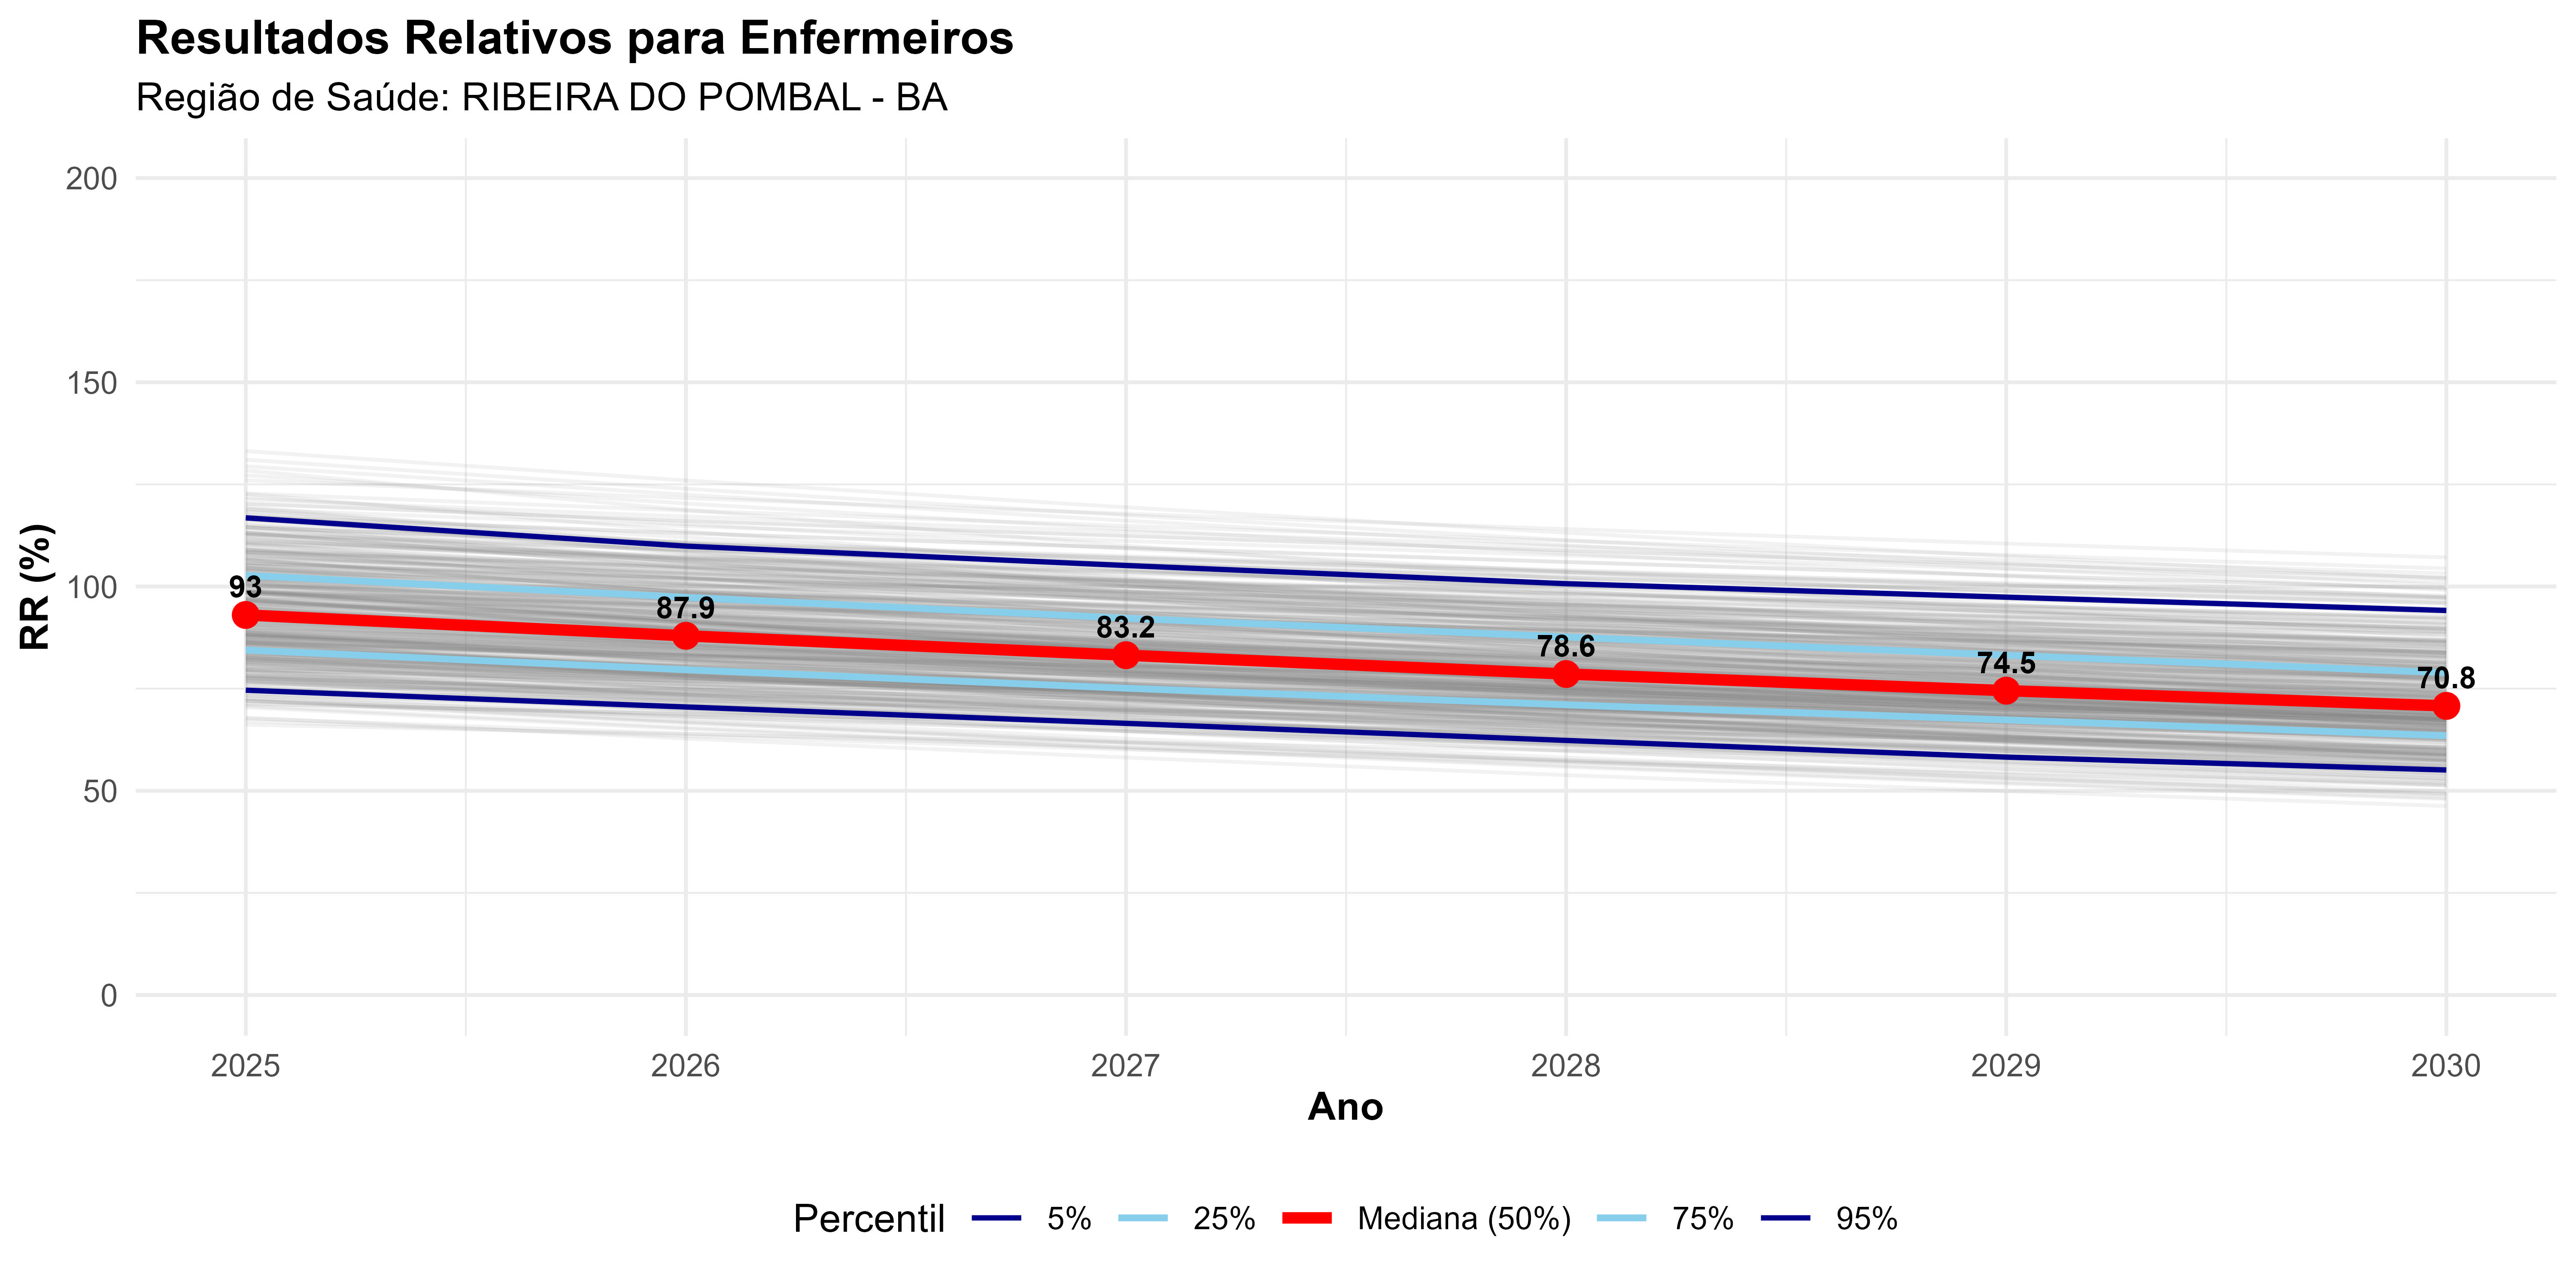 Resultados Relativos para Enfermeiros
Região de Saúde: RIBEIRA DO POMBAL - BA
RR (%)
200
150
100
50
0
93
87.9
83.2
78.6
74.5
70.8
2025 2026 2027 2028 2029 2030
Ano
Percentil 5% 25% Mediana (50%) 75% 95%